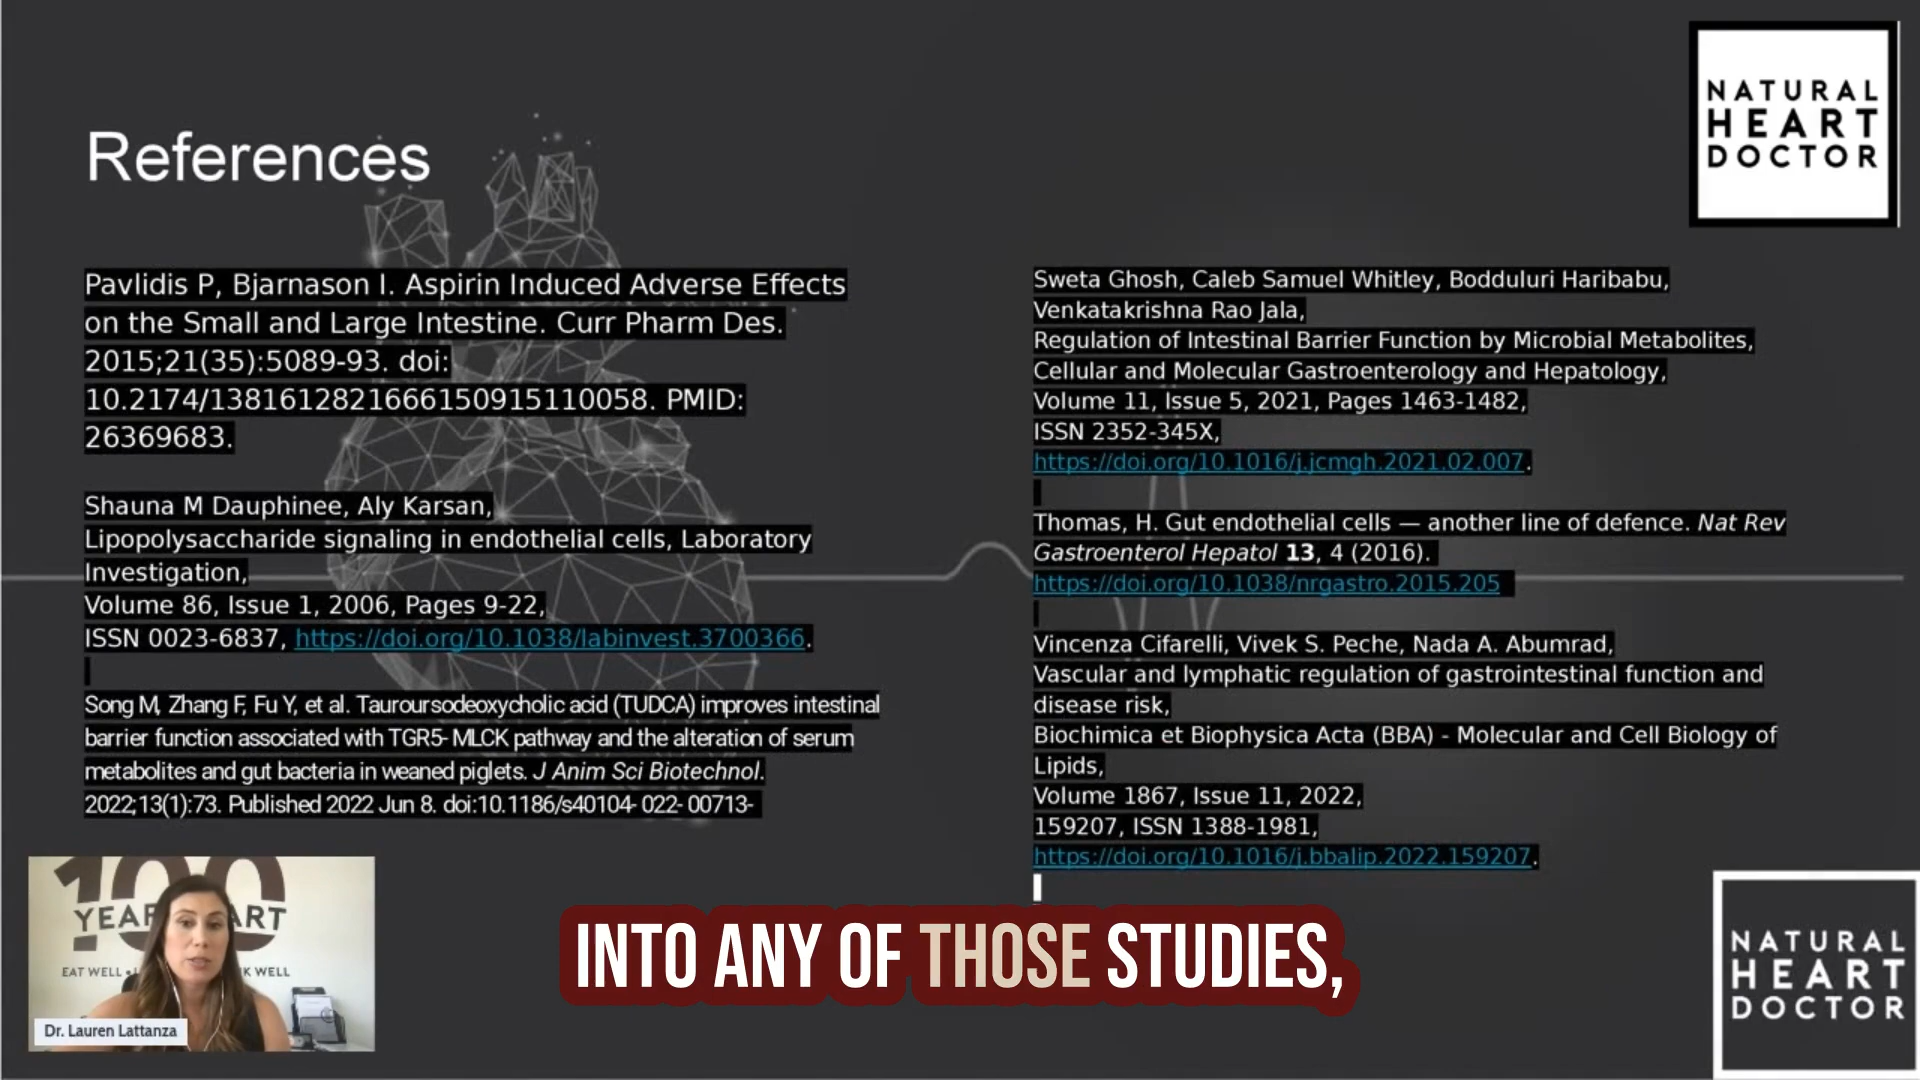 References
NATURAL
HEART
DOCTOR
Pavlidis P, Bjarnason I. Aspirin Induced Adverse Effects
on the Small and Large Intestine. Curr Pharm Des.
2015;21(35):5089-93. doi:
10.2174/1381612821666150915110058. PMID:
26369683.
Shauna M Dauphinee, Aly Karsan,
Lipopolysaccharide signaling in endothelial cells, Laboratory
Investigation,
Volume 86, Issue 1, 2006, Pages 9-22,
ISSN 0023-6837, https://doi.org/10.1038/labinvest.3700366.
Song M, Zhang F, Fu Y, et al. Tauroursodeoxycholic acid (TUDCA) improves intestinal
barrier function associated with TGR5- MLCK pathway and the alteration of serum
metabolites and gut bacteria in weaned piglets. J Anim Sci Biotechnol.
2022;13(1):73. Published 2022 Jun 8. doi:10.1186/s40104- 022- 00713-
Sweta Ghosh, Caleb Samuel Whitley, Bodduluri Haribabu,
Venkatakrishna Rao Jala,
Regulation of Intestinal Barrier Function by Microbial Metabolites,
Cellular and Molecular Gastroenterology and Hepatology,
Volume 11, Issue 5, 2021, Pages 1463-1482,
ISSN 2352-345X,
https://doi.org/10.1016/j.jcmgh.2021.02.007.
Thomas, H. Gut endothelial cells — another line of defence. Nat Rev
Gastroenterol Hepatol 13, 4 (2016).
https://doi.org/10.1038/nrgastro.2015.205
Vincenza Cifarelli, Vivek S. Peche, Nada A. Abumrad,
Vascular and lymphatic regulation of gastrointestinal function and
disease risk,
Biochimica et Biophysica Acta (BBA) - Molecular and Cell Biology of
Lipids,
Volume 1867, Issue 11, 2022,
159207, ISSN 1388-1981,
https://doi.org/10.1016/j.bbalip.2022.159207.
100
YEAR ART
EAT WELL • K WELL
Dr. Lauren Lattanza
INTO ANY OF THOSE STUDIES,
NATURAL
HEART
DOCTOR